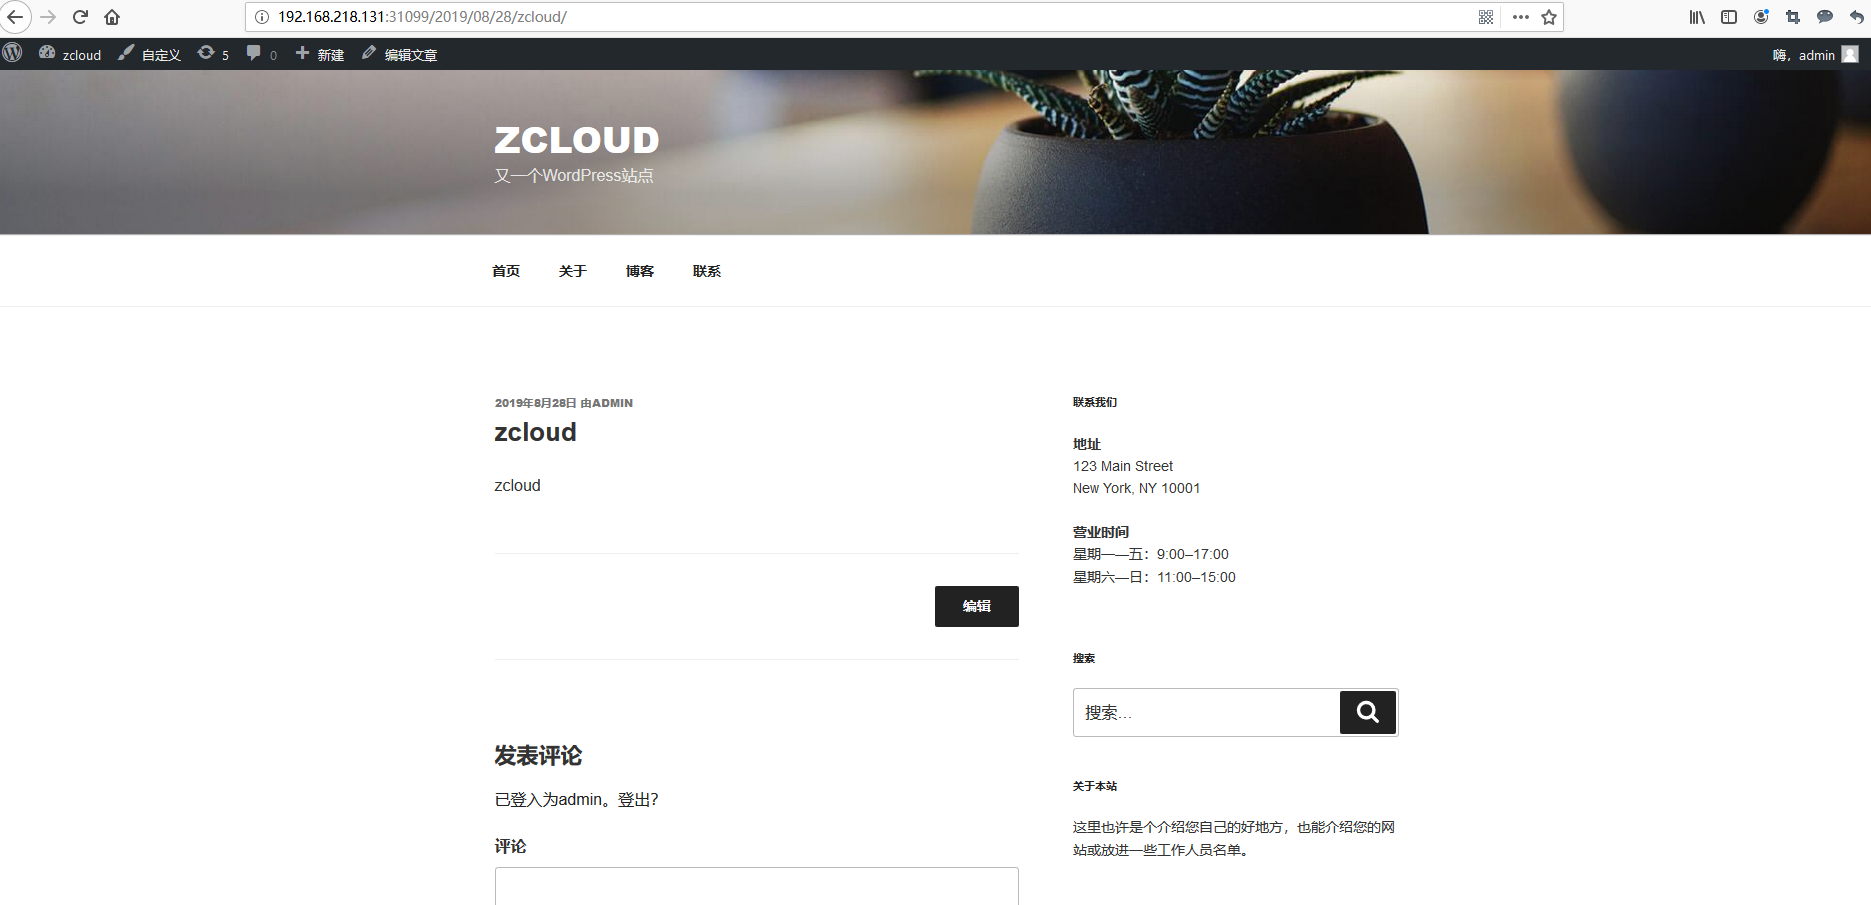 192.168.218.131:31099/2019/08/28/zcloud/
zcloud 自定义 5 0 新建 编辑文章 嗨，admin
ZCLOUD
又一个WordPress站点
首页 关于 博客 联系
2019年8月28日 由ADMIN
zcloud
zcloud
编辑
发表评论
已登入为admin。登出？
评论
联系我们
地址
123 Main Street
New York, NY 10001
营业时间
星期一—五：9:00–17:00
星期六—日：11:00–15:00
搜索
搜索…
关于本站
这里也许是个介绍您自己的好地方，也能介绍您的网
站或放进一些工作人员名单。